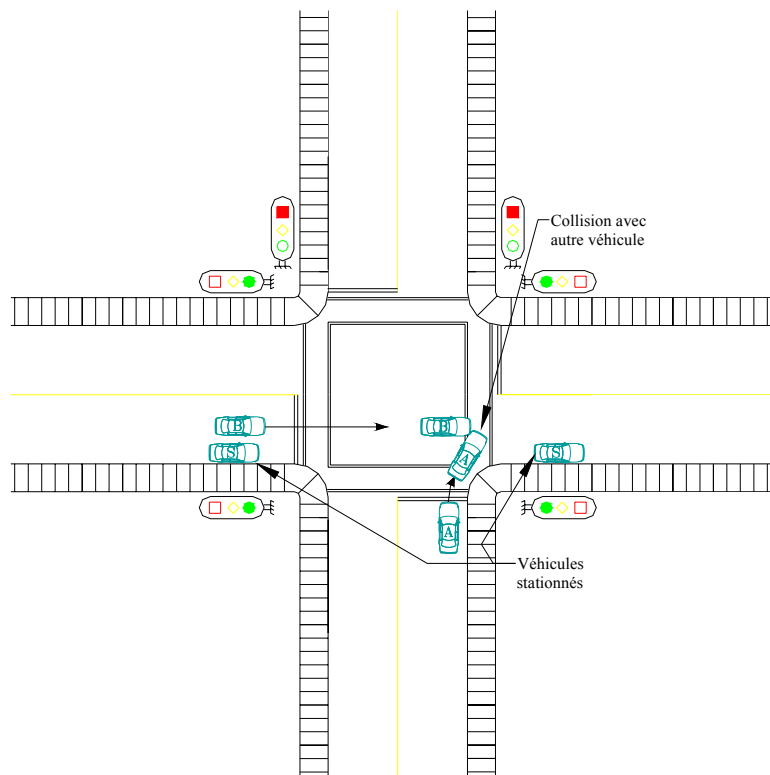 Collision avec
autre véhicule
B
B
S
A
S
A
Véhicules
stationnés